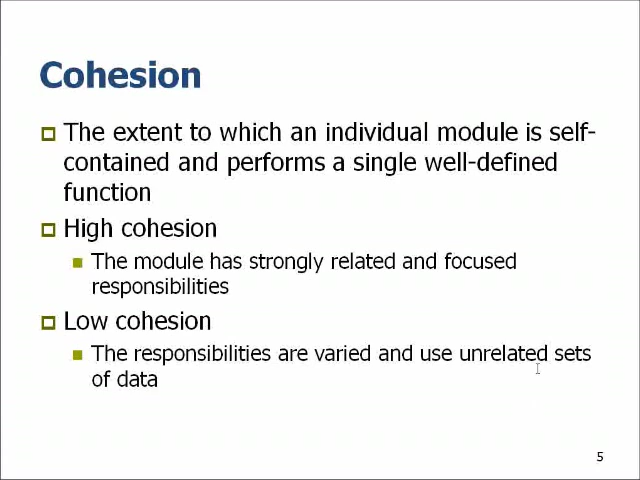 Cohesion
The extent to which an individual module is self-
contained and performs a single well-defined
function
High cohesion
The module has strongly related and focused
responsibilities
Low cohesion
The responsibilities are varied and use unrelated sets
of data
5